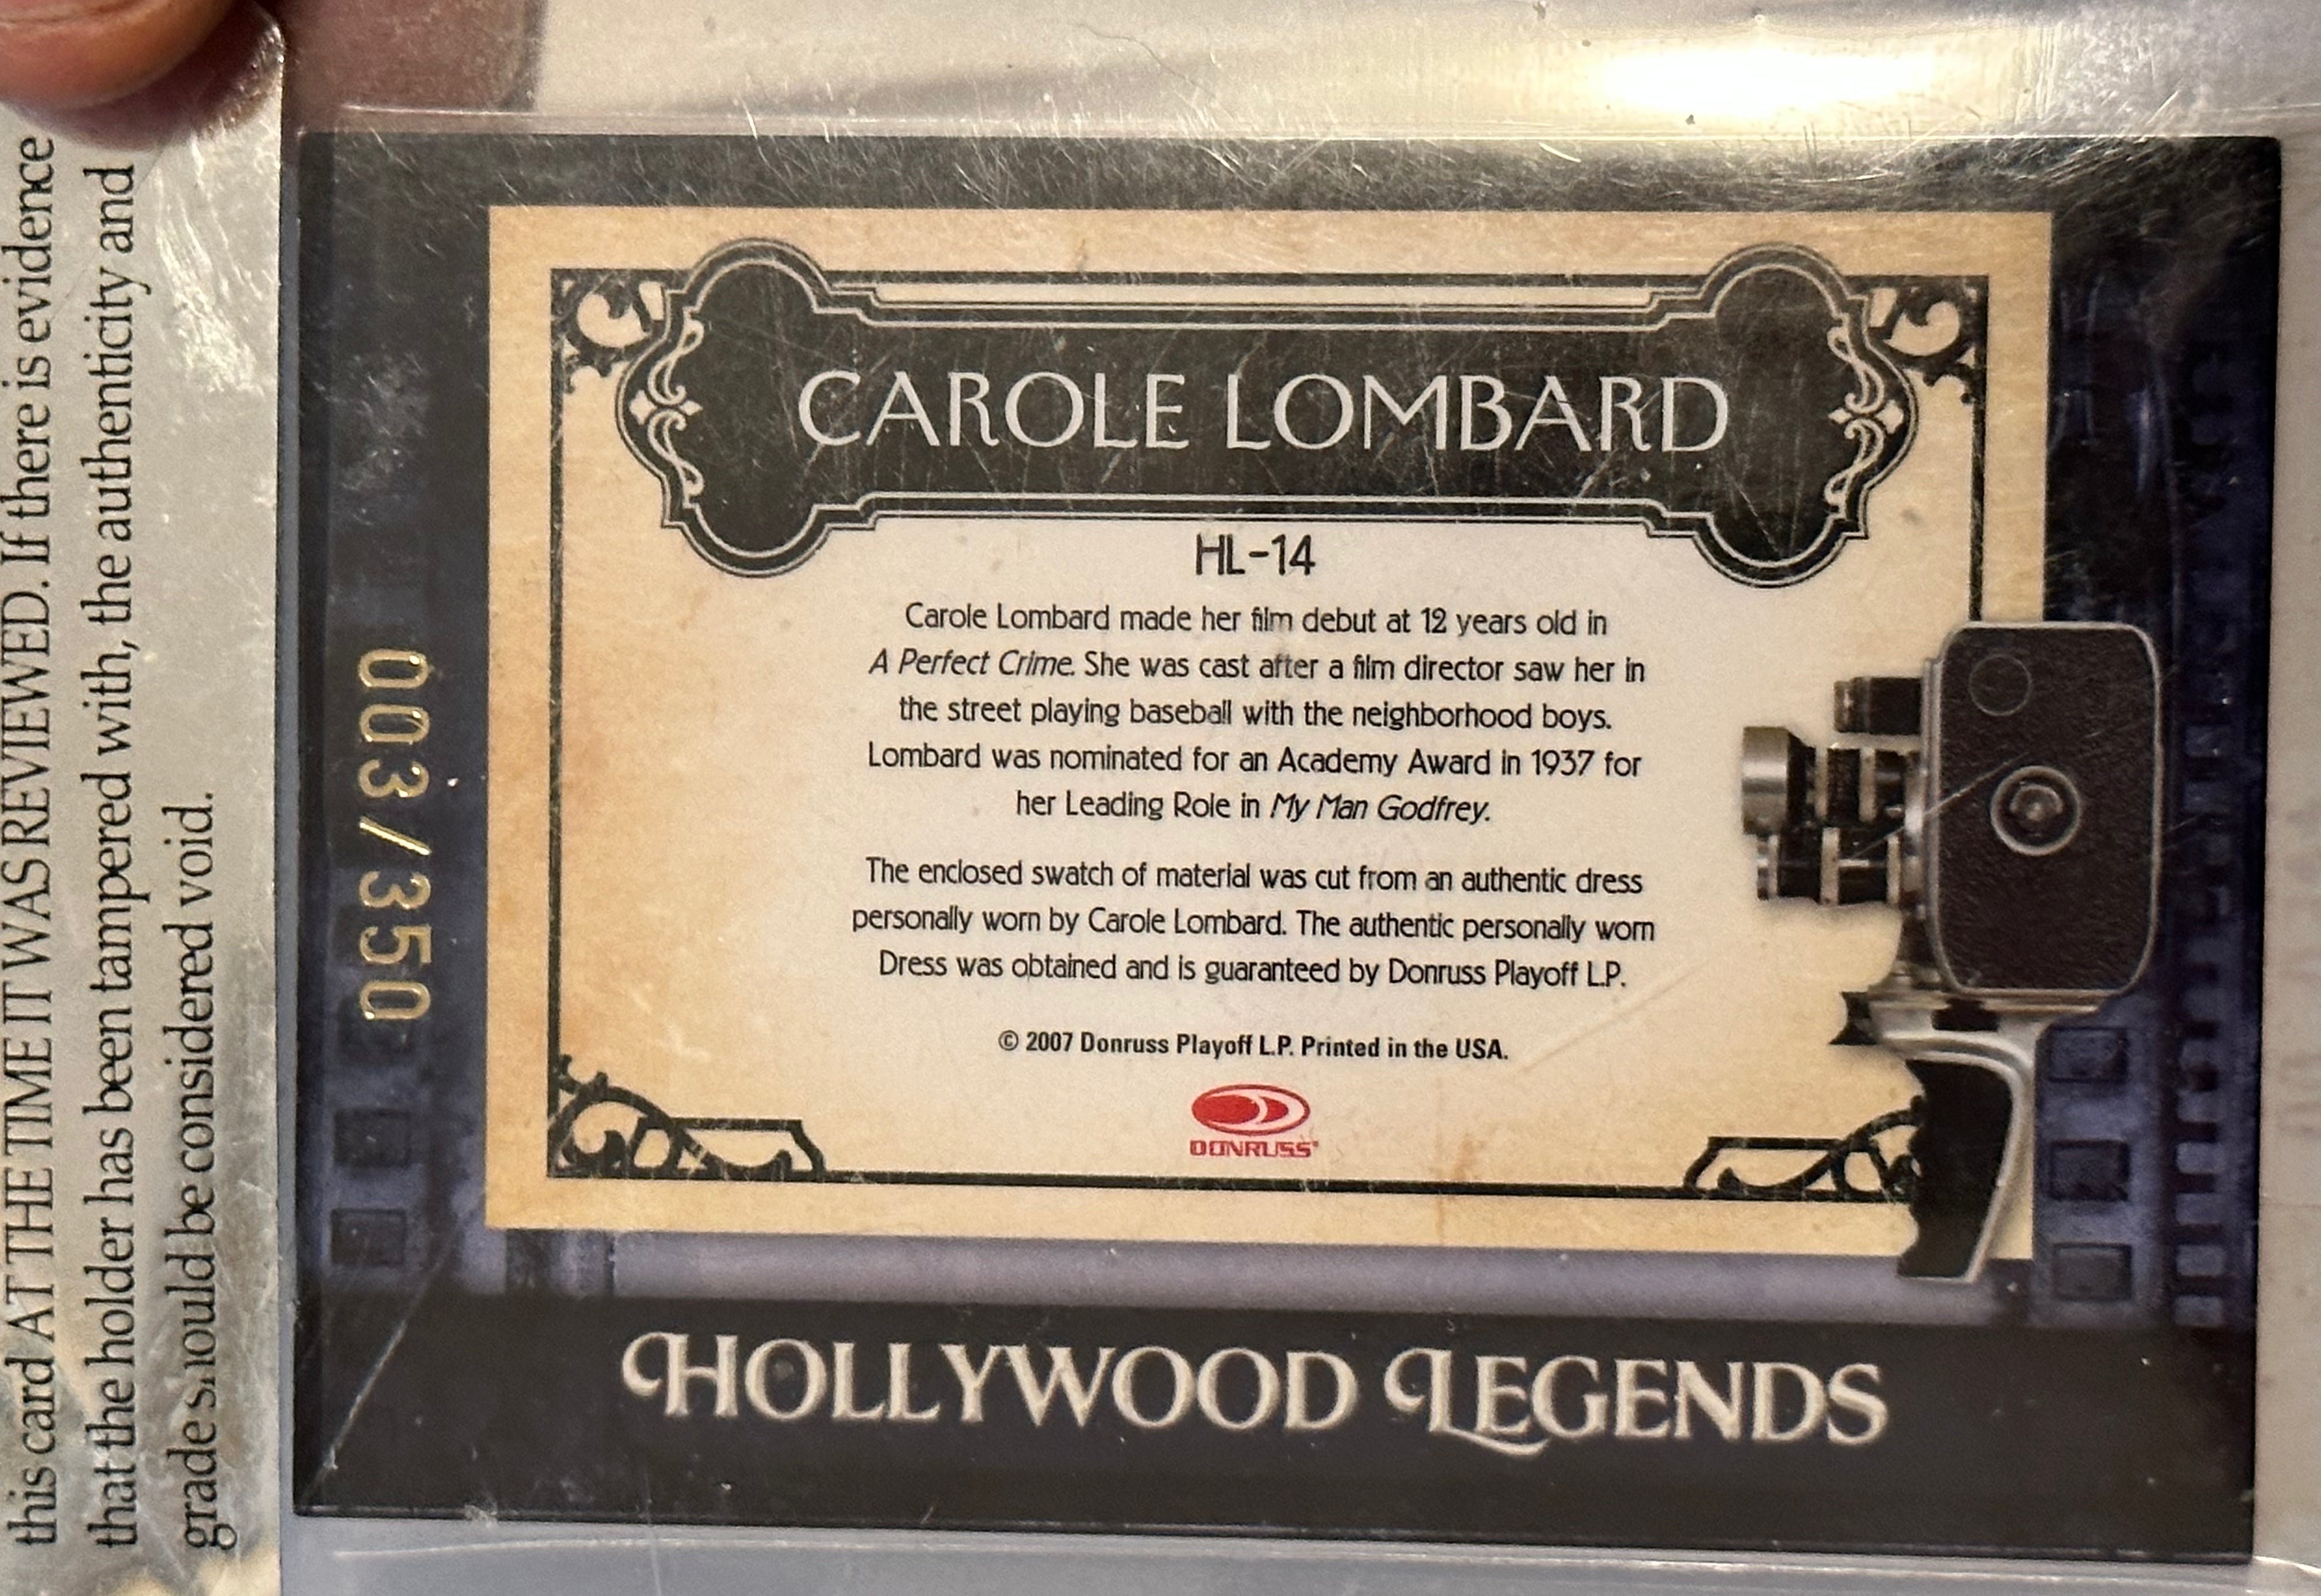 this card AT THE TIME IT WAS REVIEWED. If there is evidence
that the holder has been tampered with, the authenticity and
grade should be considered void.
003/350
CAROLE LOMBARD
HL-14
Carole Lombard made her film debut at 12 years old in
A Perfect Crime. She was cast after a film director saw her in
the street playing baseball with the neighborhood boys.
Lombard was nominated for an Academy Award in 1937 for
her Leading Role in My Man Godfrey.
The enclosed swatch of material was cut from an authentic dress
personally worn by Carole Lombard. The authentic personally worn
Dress was obtained and is guaranteed by Donruss Playoff L.P.
© 2007 Donruss Playoff L.P. Printed in the USA.
DONRUSS®
HOLLYWOOD LEGENDS